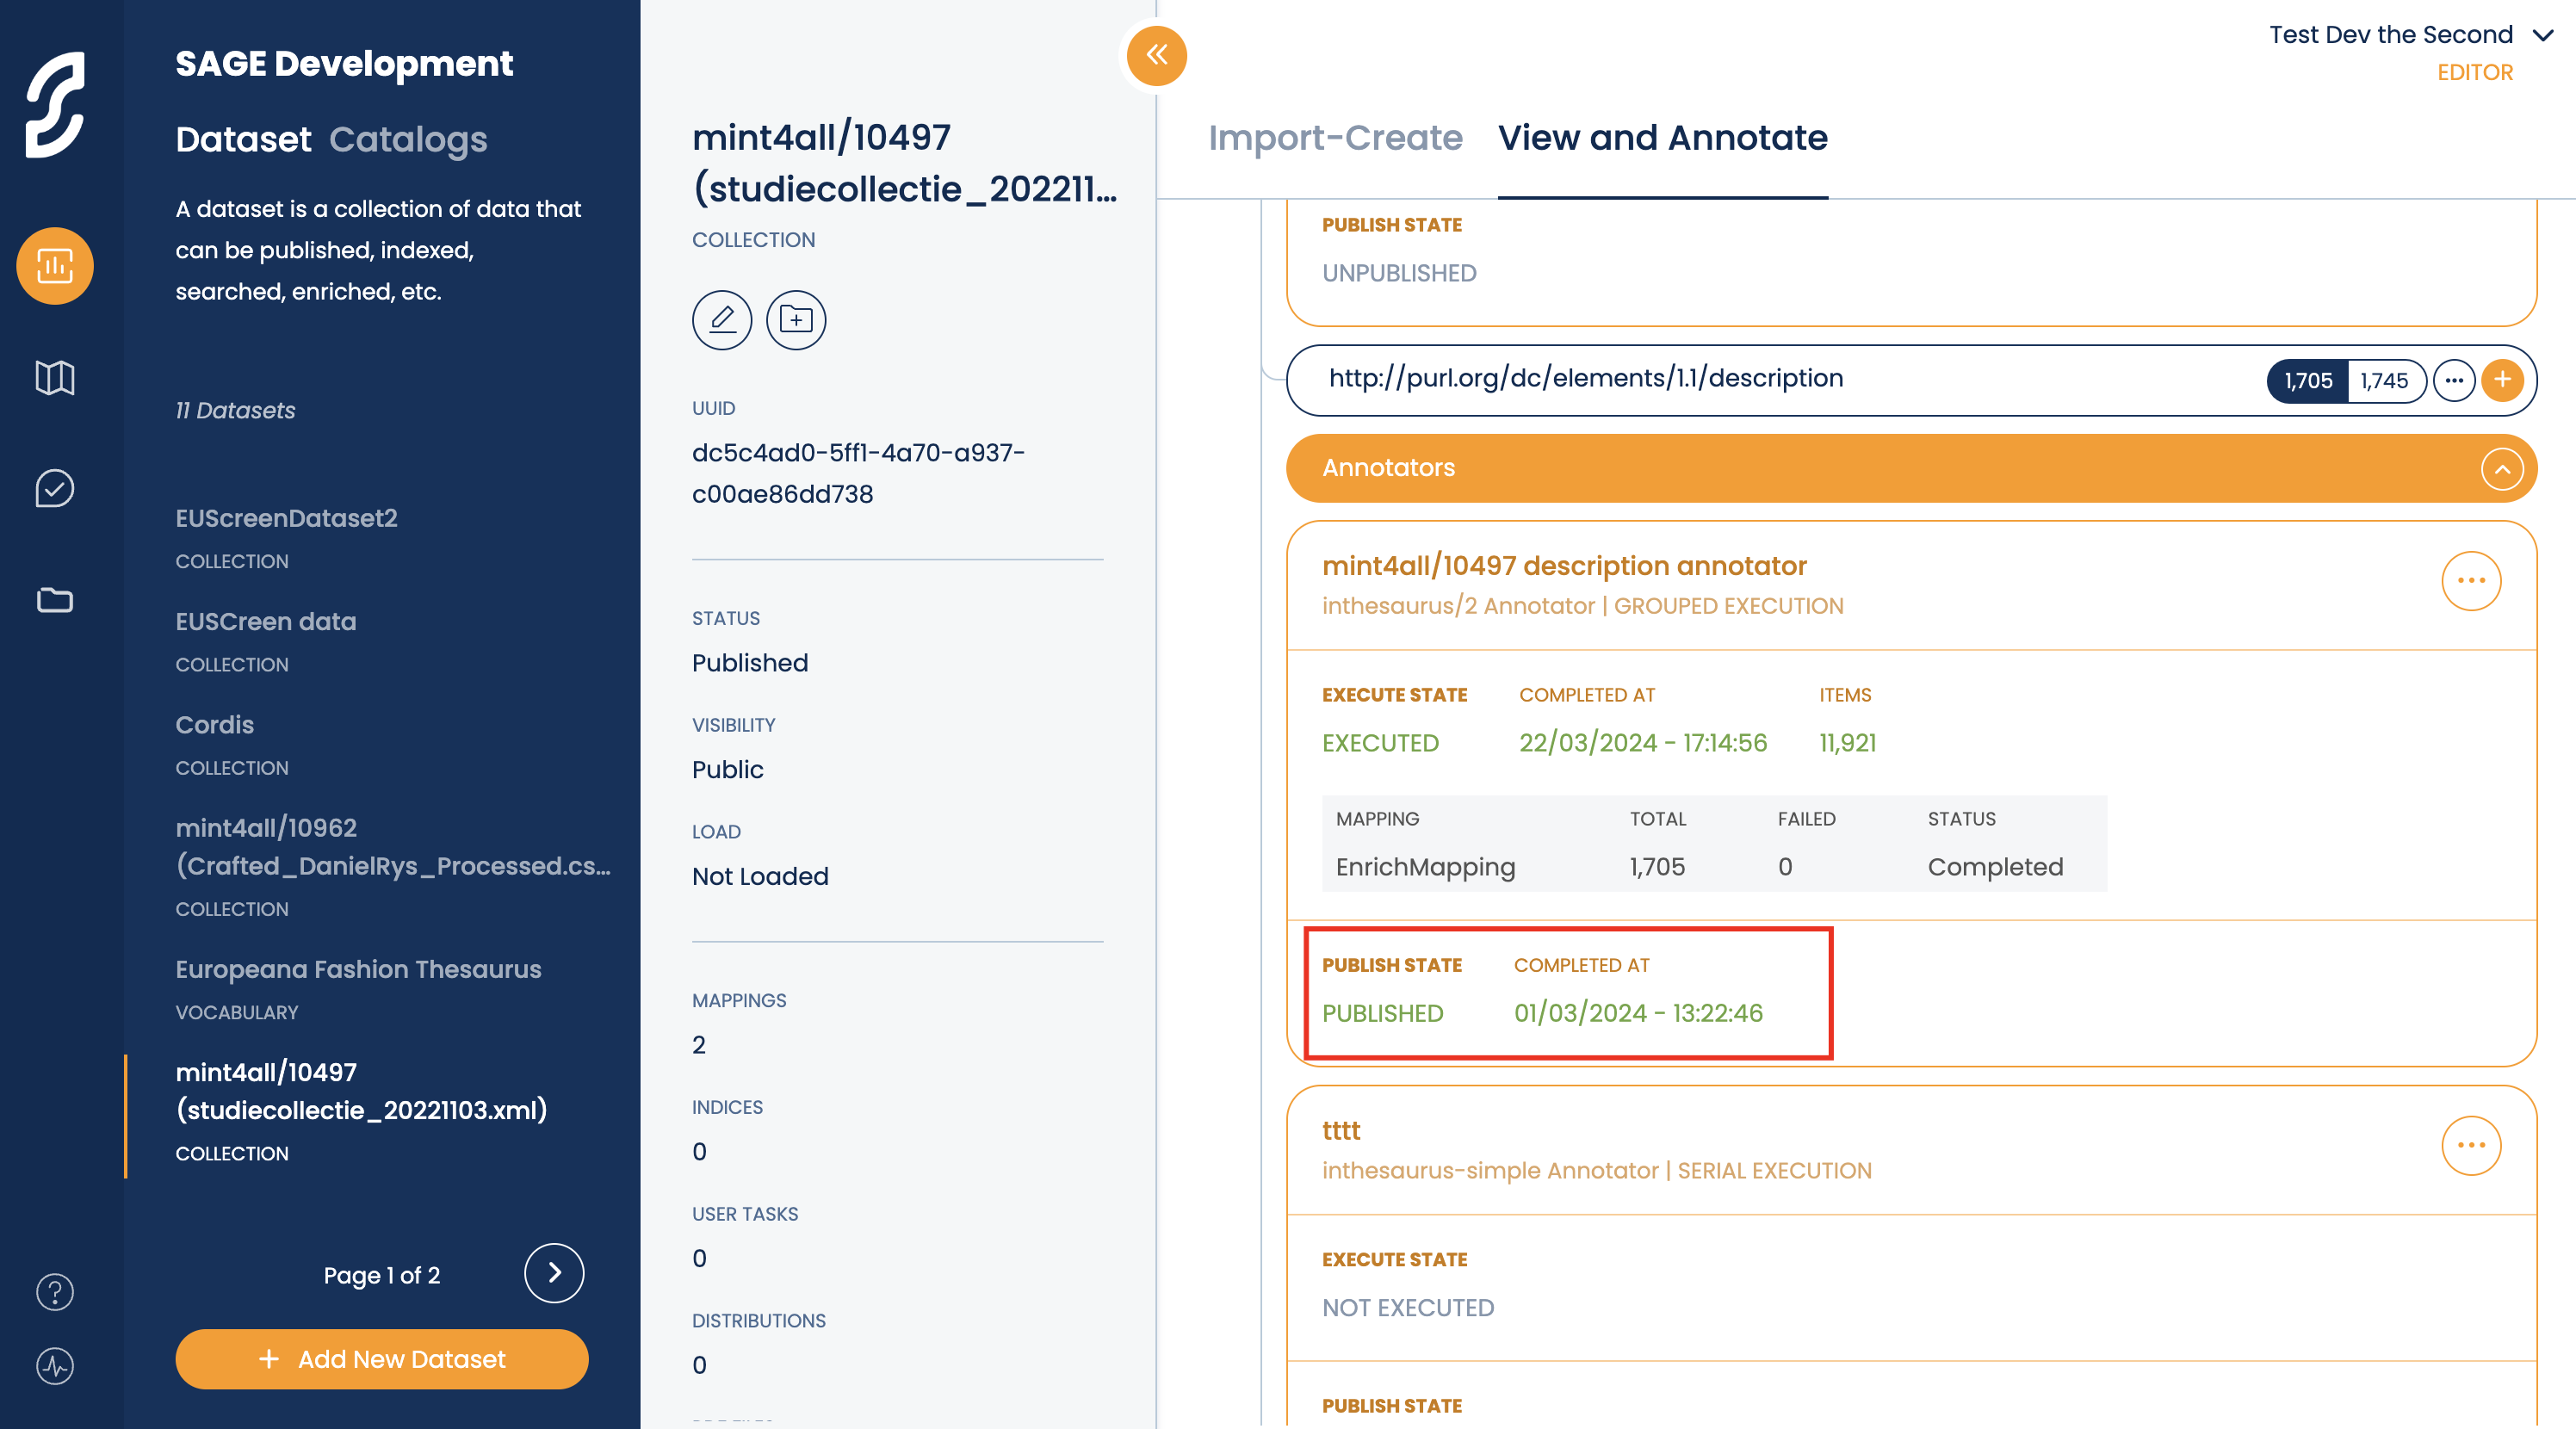 SAGE Development
Dataset Catalogs
A dataset is a collection of data that
can be published, indexed,
searched, enriched, etc.
11 Datasets
EUScreenDataset2
COLLECTION
EUSCreen data
COLLECTION
Cordis
COLLECTION
mint4all/10962
(Crafted_DanielRys_Processed.cs...
COLLECTION
Europeana Fashion Thesaurus
VOCABULARY
mint4all/10497
(studiecollectie_20221103.xml)
COLLECTION
Page 1 of 2
+ Add New Dataset
mint4all/10497
(studiecollectie_202211...
COLLECTION
UUID
dc5c4ad0-5ff1-4a70-a937-
c00ae86dd738
STATUS
Published
VISIBILITY
Public
LOAD
Not Loaded
MAPPINGS
2
INDICES
0
USER TASKS
0
DISTRIBUTIONS
0
Test Dev the Second
EDITOR
Import-Create View and Annotate
PUBLISH STATE
UNPUBLISHED
http://purl.org/dc/elements/1.1/description 1,705 1,745
Annotators
mint4all/10497 description annotator
inthesaurus/2 Annotator | GROUPED EXECUTION
EXECUTE STATE COMPLETED AT ITEMS
EXECUTED 22/03/2024 - 17:14:56 11,921
MAPPING TOTAL FAILED STATUS
EnrichMapping 1,705 0 Completed
PUBLISH STATE COMPLETED AT
PUBLISHED 01/03/2024 - 13:22:46
tttt
inthesaurus-simple Annotator | SERIAL EXECUTION
EXECUTE STATE
NOT EXECUTED
PUBLISH STATE